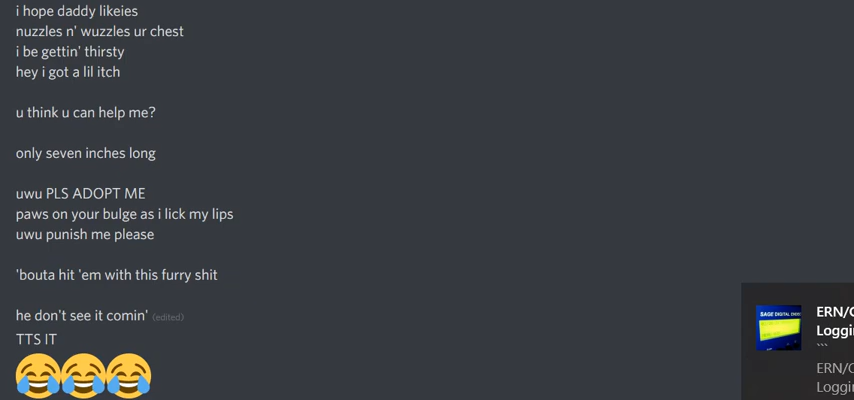 i hope daddy likeies
nuzzles n' wuzzles ur chest
i be gettin' thirsty
hey i got a lil itch
u think u can help me?
only seven inches long
uwu PLS ADOPT ME
paws on your bulge as i lick my lips
uwu punish me please
'bouta hit 'em with this furry shit
he don't see it comin' (edited)
TTS IT
SAGE DIGITAL ENDEC
ERN/
Loggi
```
ERN/
Loggi